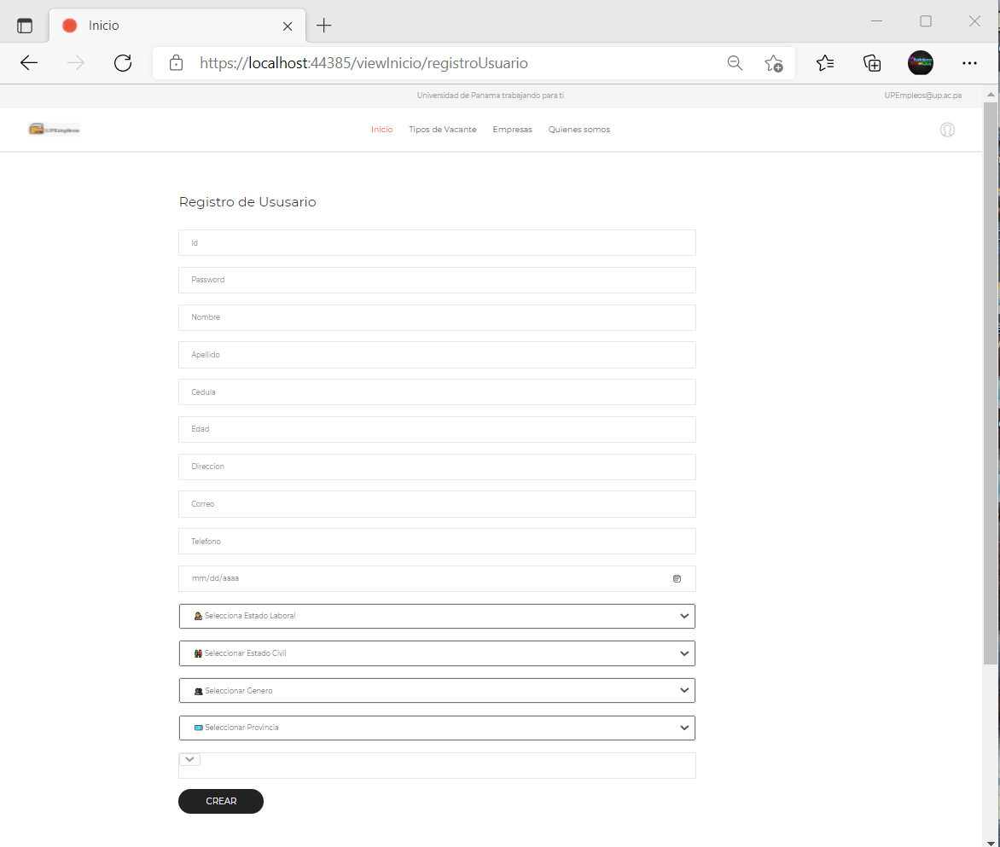 Inicio
https://localhost:44385/viewInicio/registroUsuario
Universidad de Panama trabajando para ti
UPEmpleos@up.ac.pa
UPEmpleos
Inicio
Tipos de Vacante
Empresas
Quienes somos
Registro de Ususario
Id
Password
Nombre
Apellido
Cedula
Edad
Direccion
Correo
Telefono
mm/dd/aaaa
Selecciona Estado Laboral
Seleccionar Estado Civil
Seleccionar Genero
Seleccionar Provincia
CREAR